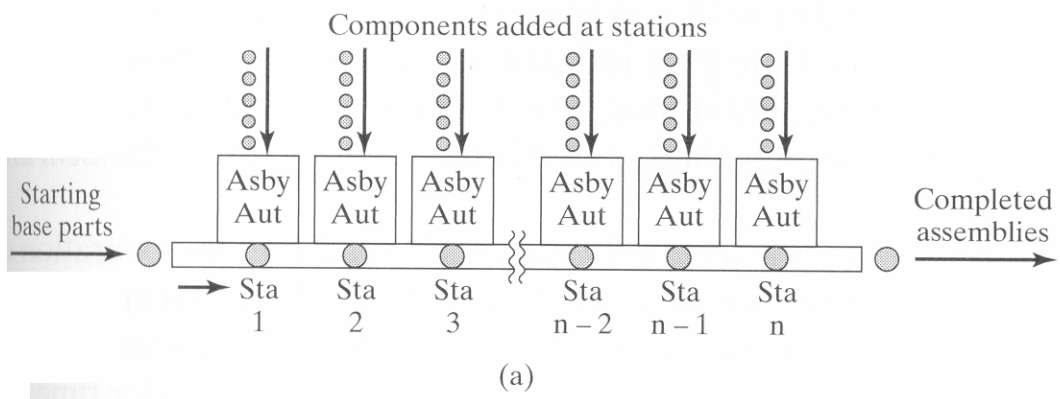 Components added at stations
Asby
Aut
Asby
Aut
Asby
Aut
Asby
Aut
Asby
Aut
Asby
Aut
Starting
base parts
Completed
assemblies
Sta
1
Sta
2
Sta
3
Sta
n – 2
Sta
n – 1
Sta
n
(a)